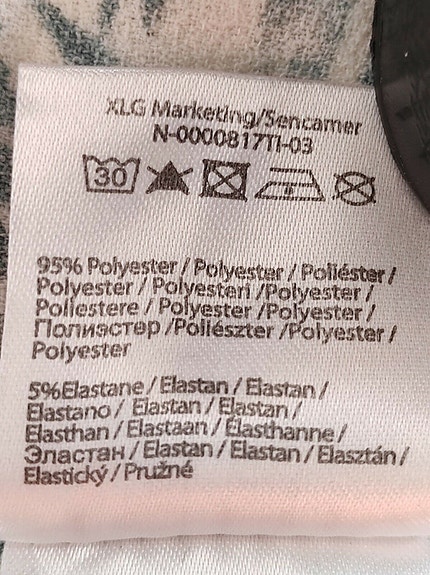 XLG Marketing/Sencamer
N-0000817TI-03
30
95% Polyester / Polyester / Poliéster /
Polyester / Polyesteri /Polyester /
Poliestere / Polyester /Polyester /
Полиэстер /Poliészter /Polyester /
Polyester
5%Elastane / Elastan / Elastan /
Elastano / Elastan / Elastan /
Elasthan / Elastaan / Élasthanne /
Эластан / Elastan / Elastan / Elasztán /
Elastický / Pružné